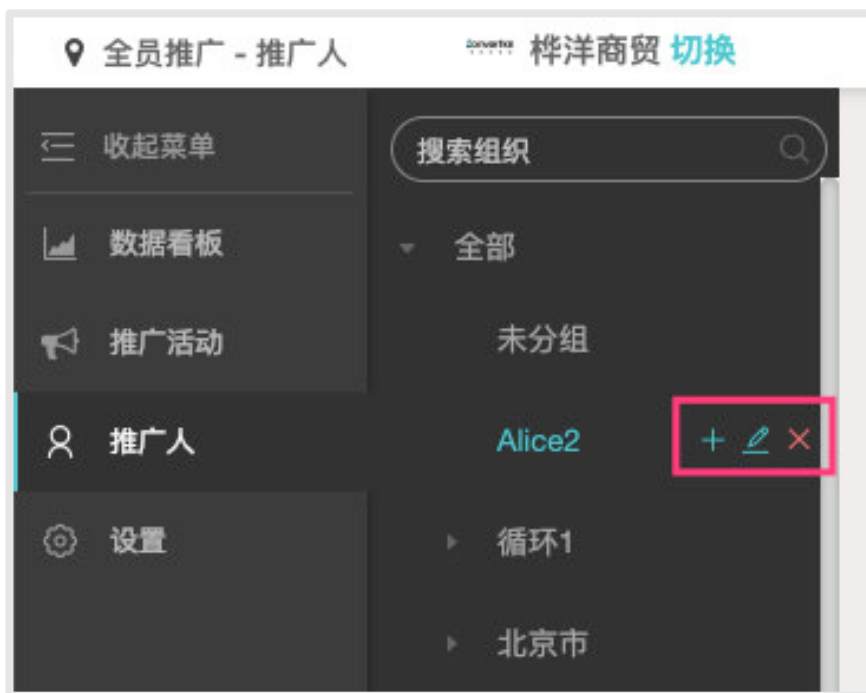 全员推广 - 推广人
桦洋商贸 切换
收起菜单
数据看板
推广活动
推广人
设置
搜索组织
全部
未分组
Alice2
循环1
北京市